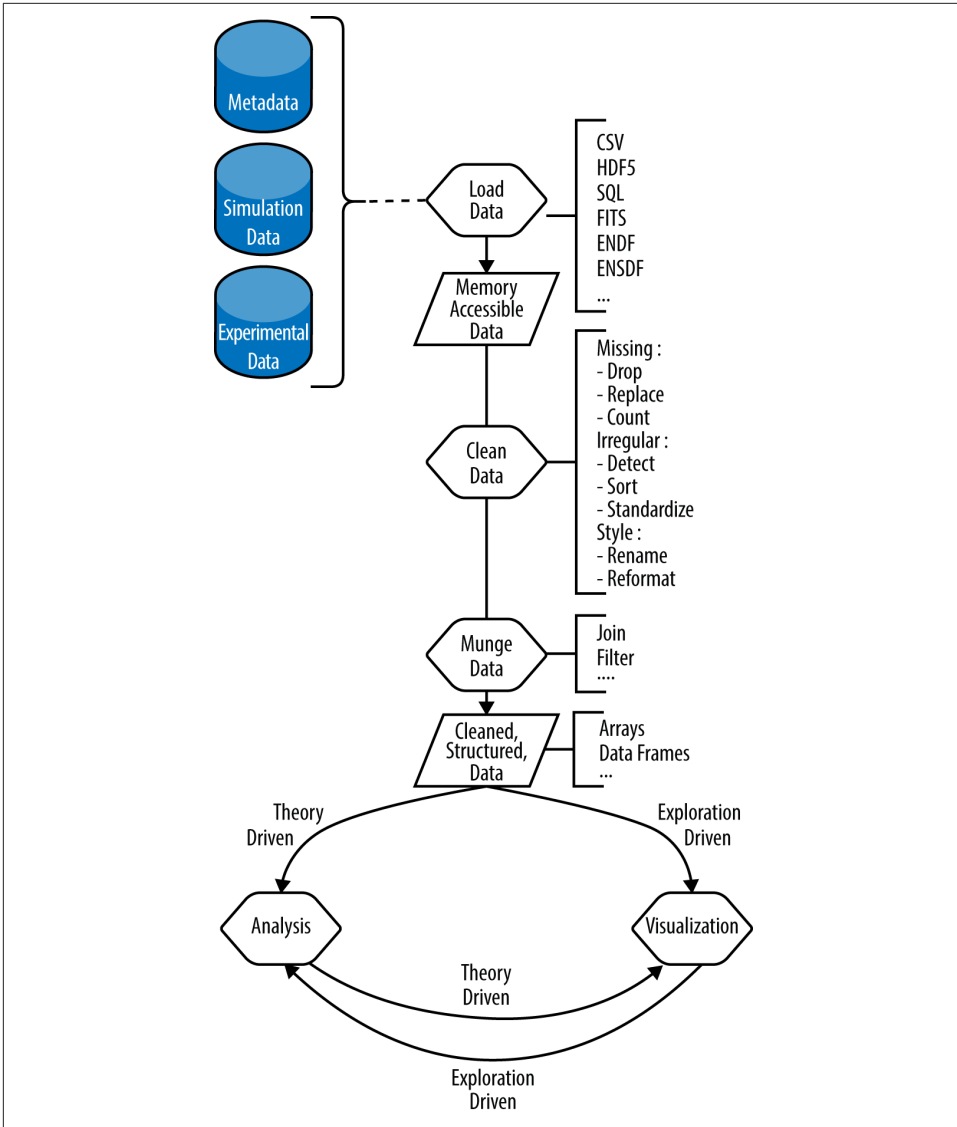 Metadata
Simulation
Data
Experimental
Data
Load
Data
CSV
HDF5
SQL
FITS
ENDF
ENSDF
...
Memory
Accessible
Data
Clean
Data
Missing :
- Drop
- Replace
- Count
Irregular :
- Detect
- Sort
- Standardize
Style :
- Rename
- Reformat
Munge
Data
Join
Filter
....
Cleaned,
Structured,
Data
Arrays
Data Frames
...
Theory
Driven
Exploration
Driven
Analysis
Visualization
Theory
Driven
Exploration
Driven